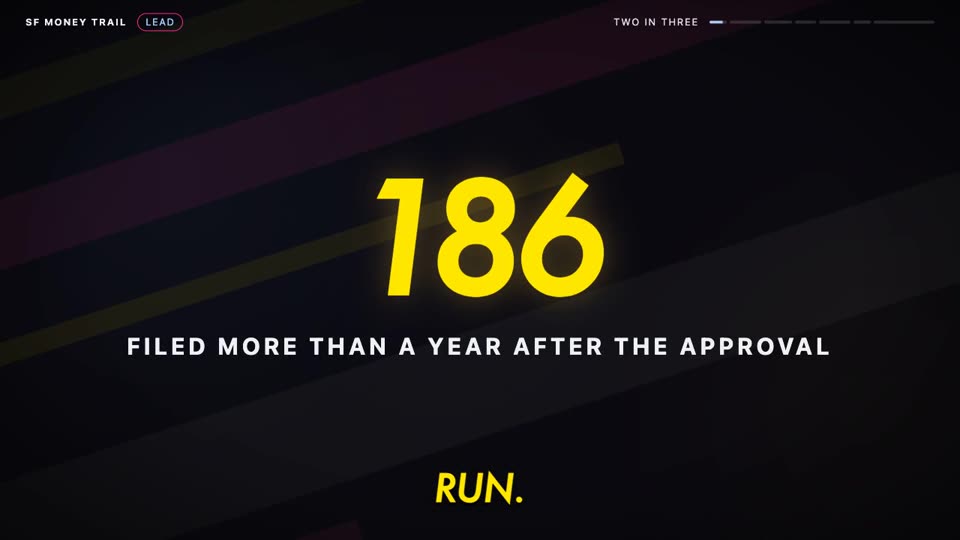 SF MONEY TRAIL LEAD
TWO IN THREE
186
FILED MORE THAN A YEAR AFTER THE APPROVAL
RUN.